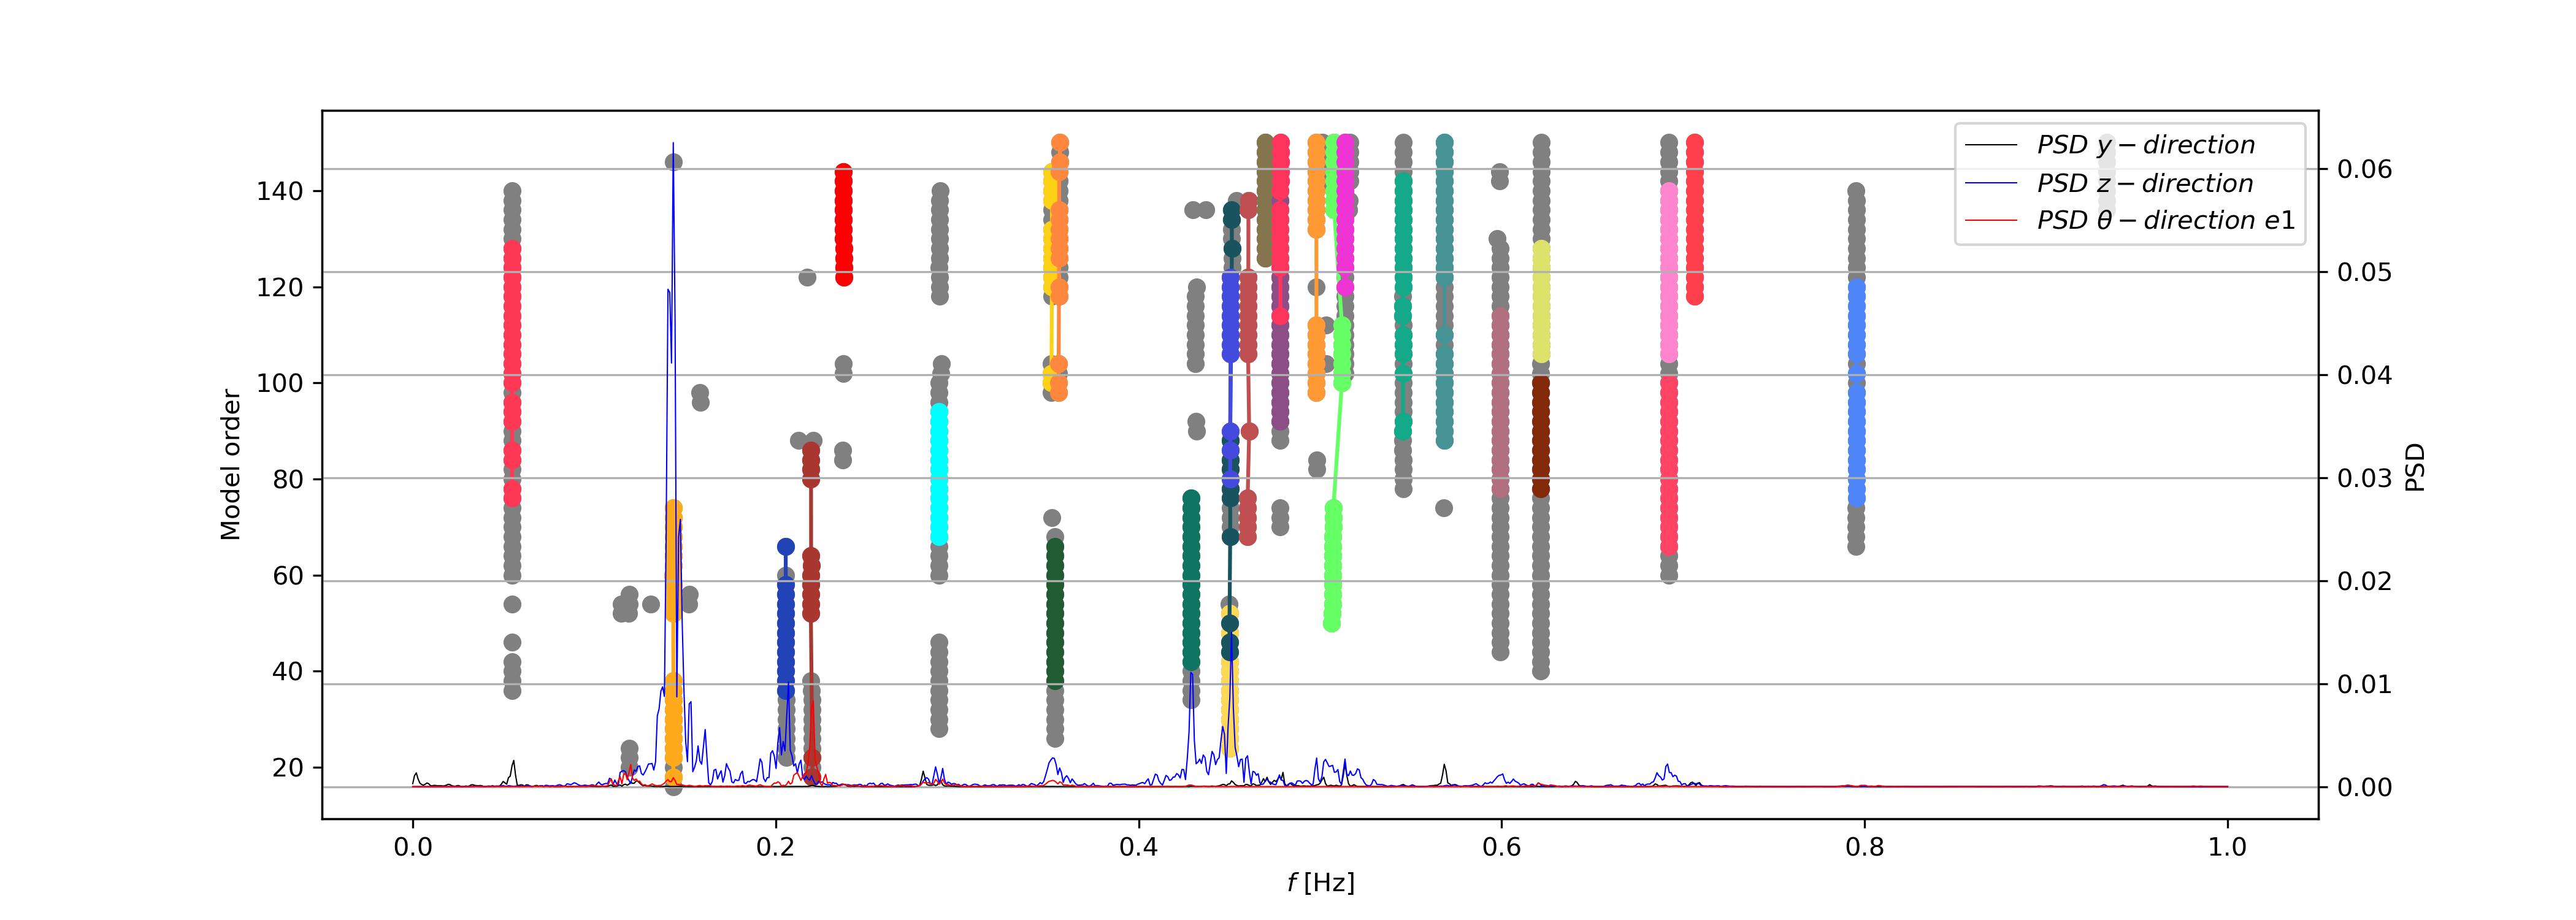 PSD y − direction
PSD z − direction
PSD θ − direction e1
Model order
140
120
100
80
60
40
20
0.06
0.05
0.04
0.03
0.02
0.01
0.00
PSD
0.0 0.2 0.4 0.6 0.8 1.0
f [Hz]